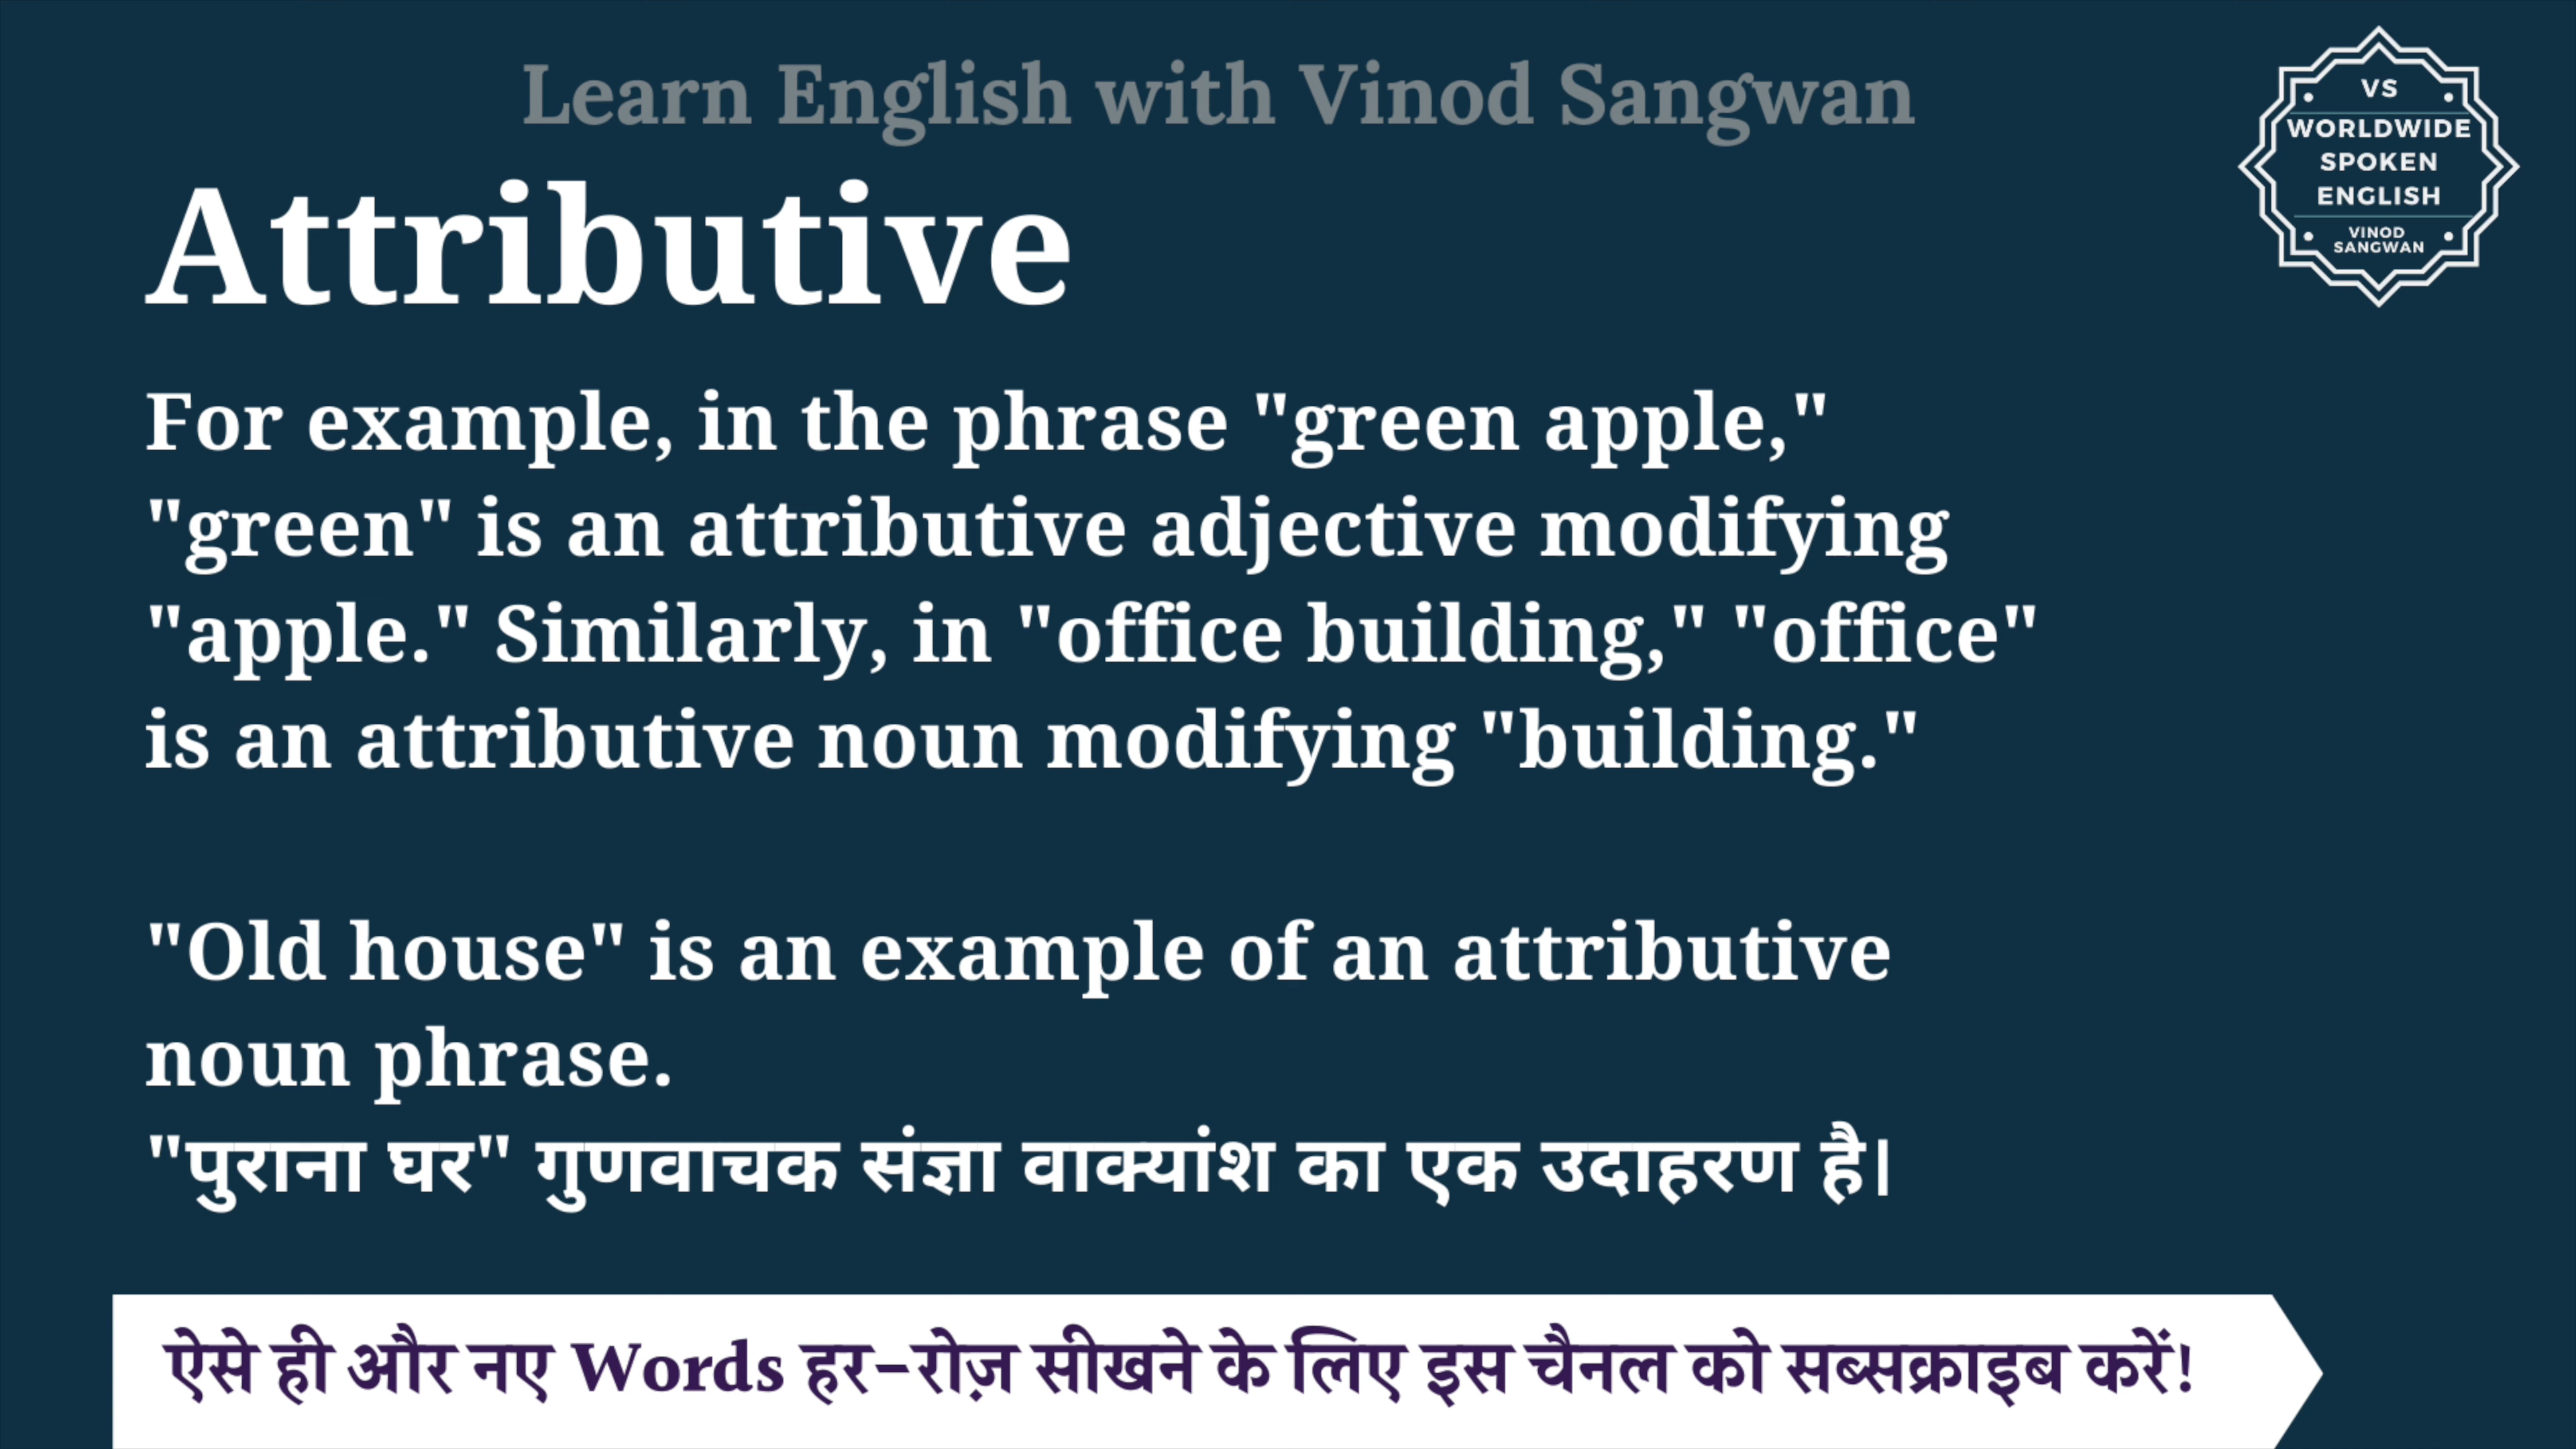 Learn English with Vinod Sangwan
VS
WORLDWIDE
SPOKEN
ENGLISH
VINOD
SANGWAN
Attributive
For example, in the phrase "green apple,"
"green" is an attributive adjective modifying
"apple." Similarly, in "office building," "office"
is an attributive noun modifying "building."
"Old house" is an example of an attributive
noun phrase.
"पुराना घर" गुणवाचक संज्ञा वाक्यांश का एक उदाहरण है।
ऐसे ही और नए Words हर-रोज़ सीखने के लिए इस चैनल को सब्सक्राइब करें!